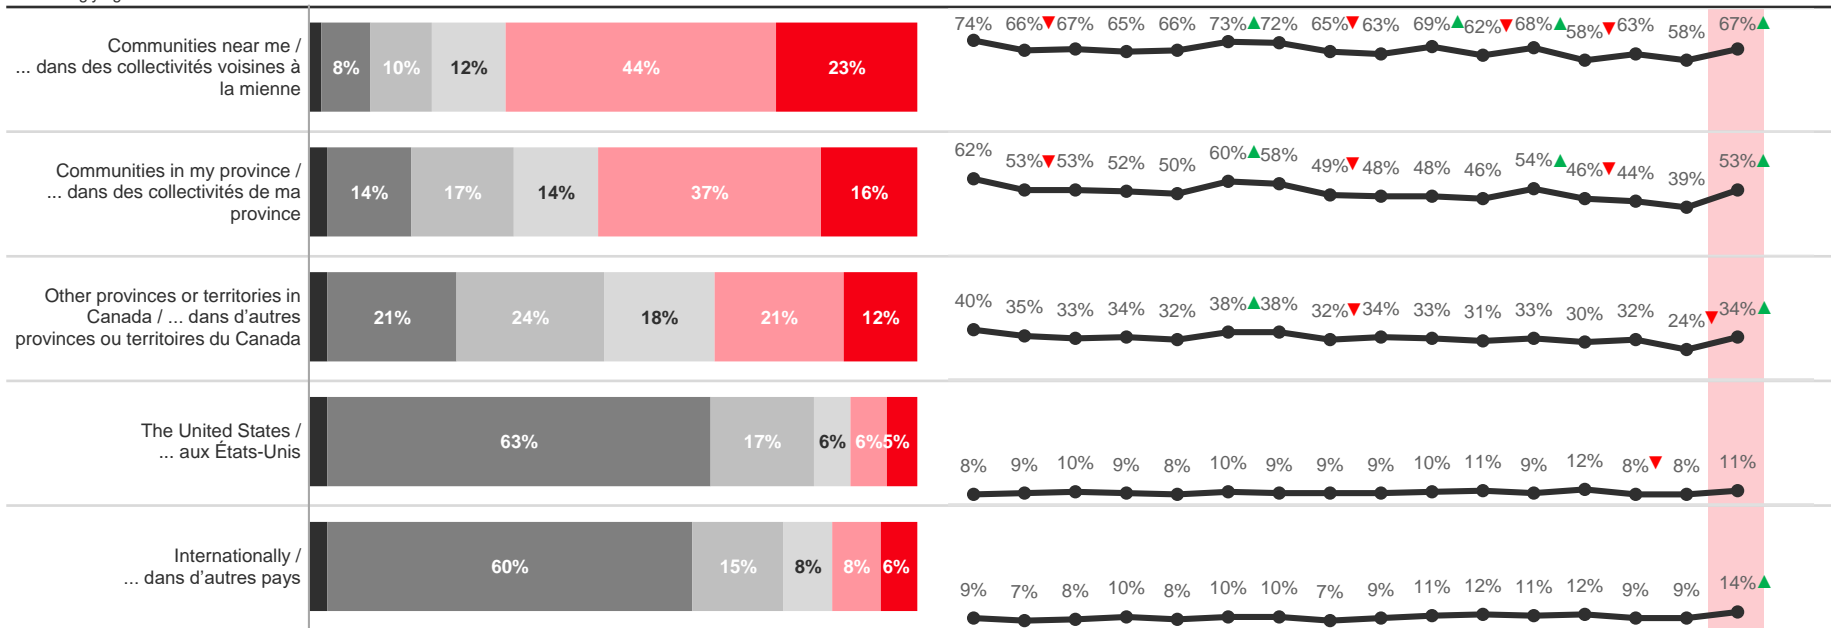 Communities near me /
... dans des collectivités voisines à
la mienne
8% 10% 12% 44% 23%
74% 66% 67% 65% 66% 73% 72% 65% 63% 69% 62% 68% 58% 63% 58% 67%
Communities in my province /
... dans des collectivités de ma
province
14% 17% 14% 37% 16%
62% 53% 53% 52% 50% 60% 58% 49% 48% 48% 46% 54% 46% 44% 39% 53%
Other provinces or territories in
Canada / ... dans d'autres
provinces ou territoires du Canada
21% 24% 18% 21% 12%
40% 35% 33% 34% 32% 38% 38% 32% 34% 33% 31% 33% 30% 32% 24% 34%
The United States /
... aux États-Unis
63% 17% 6% 6% 5%
8% 9% 10% 9% 8% 10% 9% 9% 9% 10% 11% 9% 12% 8% 8% 11%
Internationally /
... dans d'autres pays
60% 15% 8% 8% 6%
9% 7% 8% 10% 8% 10% 10% 7% 9% 11% 12% 11% 12% 9% 9% 14%